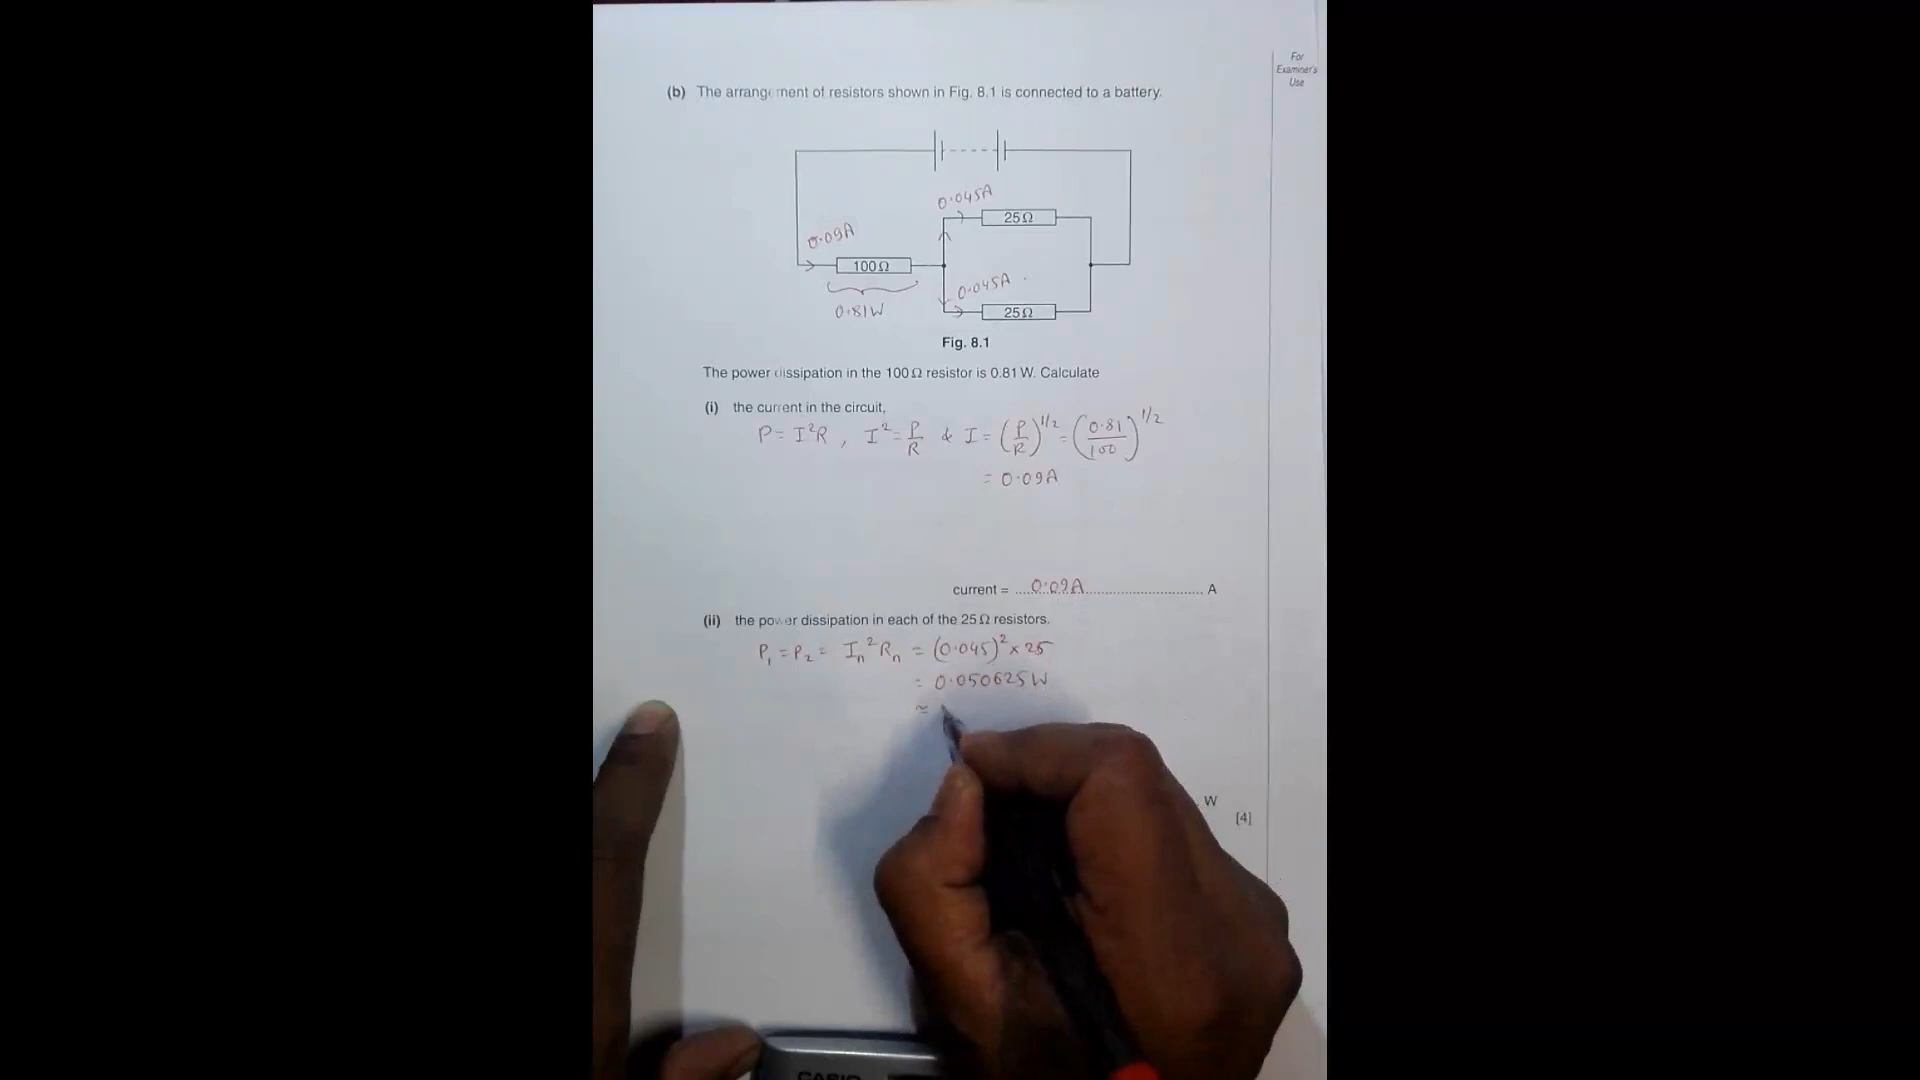 For
Examiner's
Use
(b) The arrangement of resistors shown in Fig. 8.1 is connected to a battery.
0.045A
25Ω
0.09A
100Ω
0.045A
0.81W
25Ω
Fig. 8.1
The power dissipation in the 100Ω resistor is 0.81 W. Calculate
(i) the current in the circuit,
P = I²R , I² = P/R & I = (P/R)^1/2 = (0.81/100)^1/2
= 0.09A
current = ....0.09A.............................. A
(ii) the power dissipation in each of the 25Ω resistors.
P₁ = P₂ = Iₙ²Rₙ = (0.045)² × 25
= 0.050625W
≃
W
[4]
CASIO